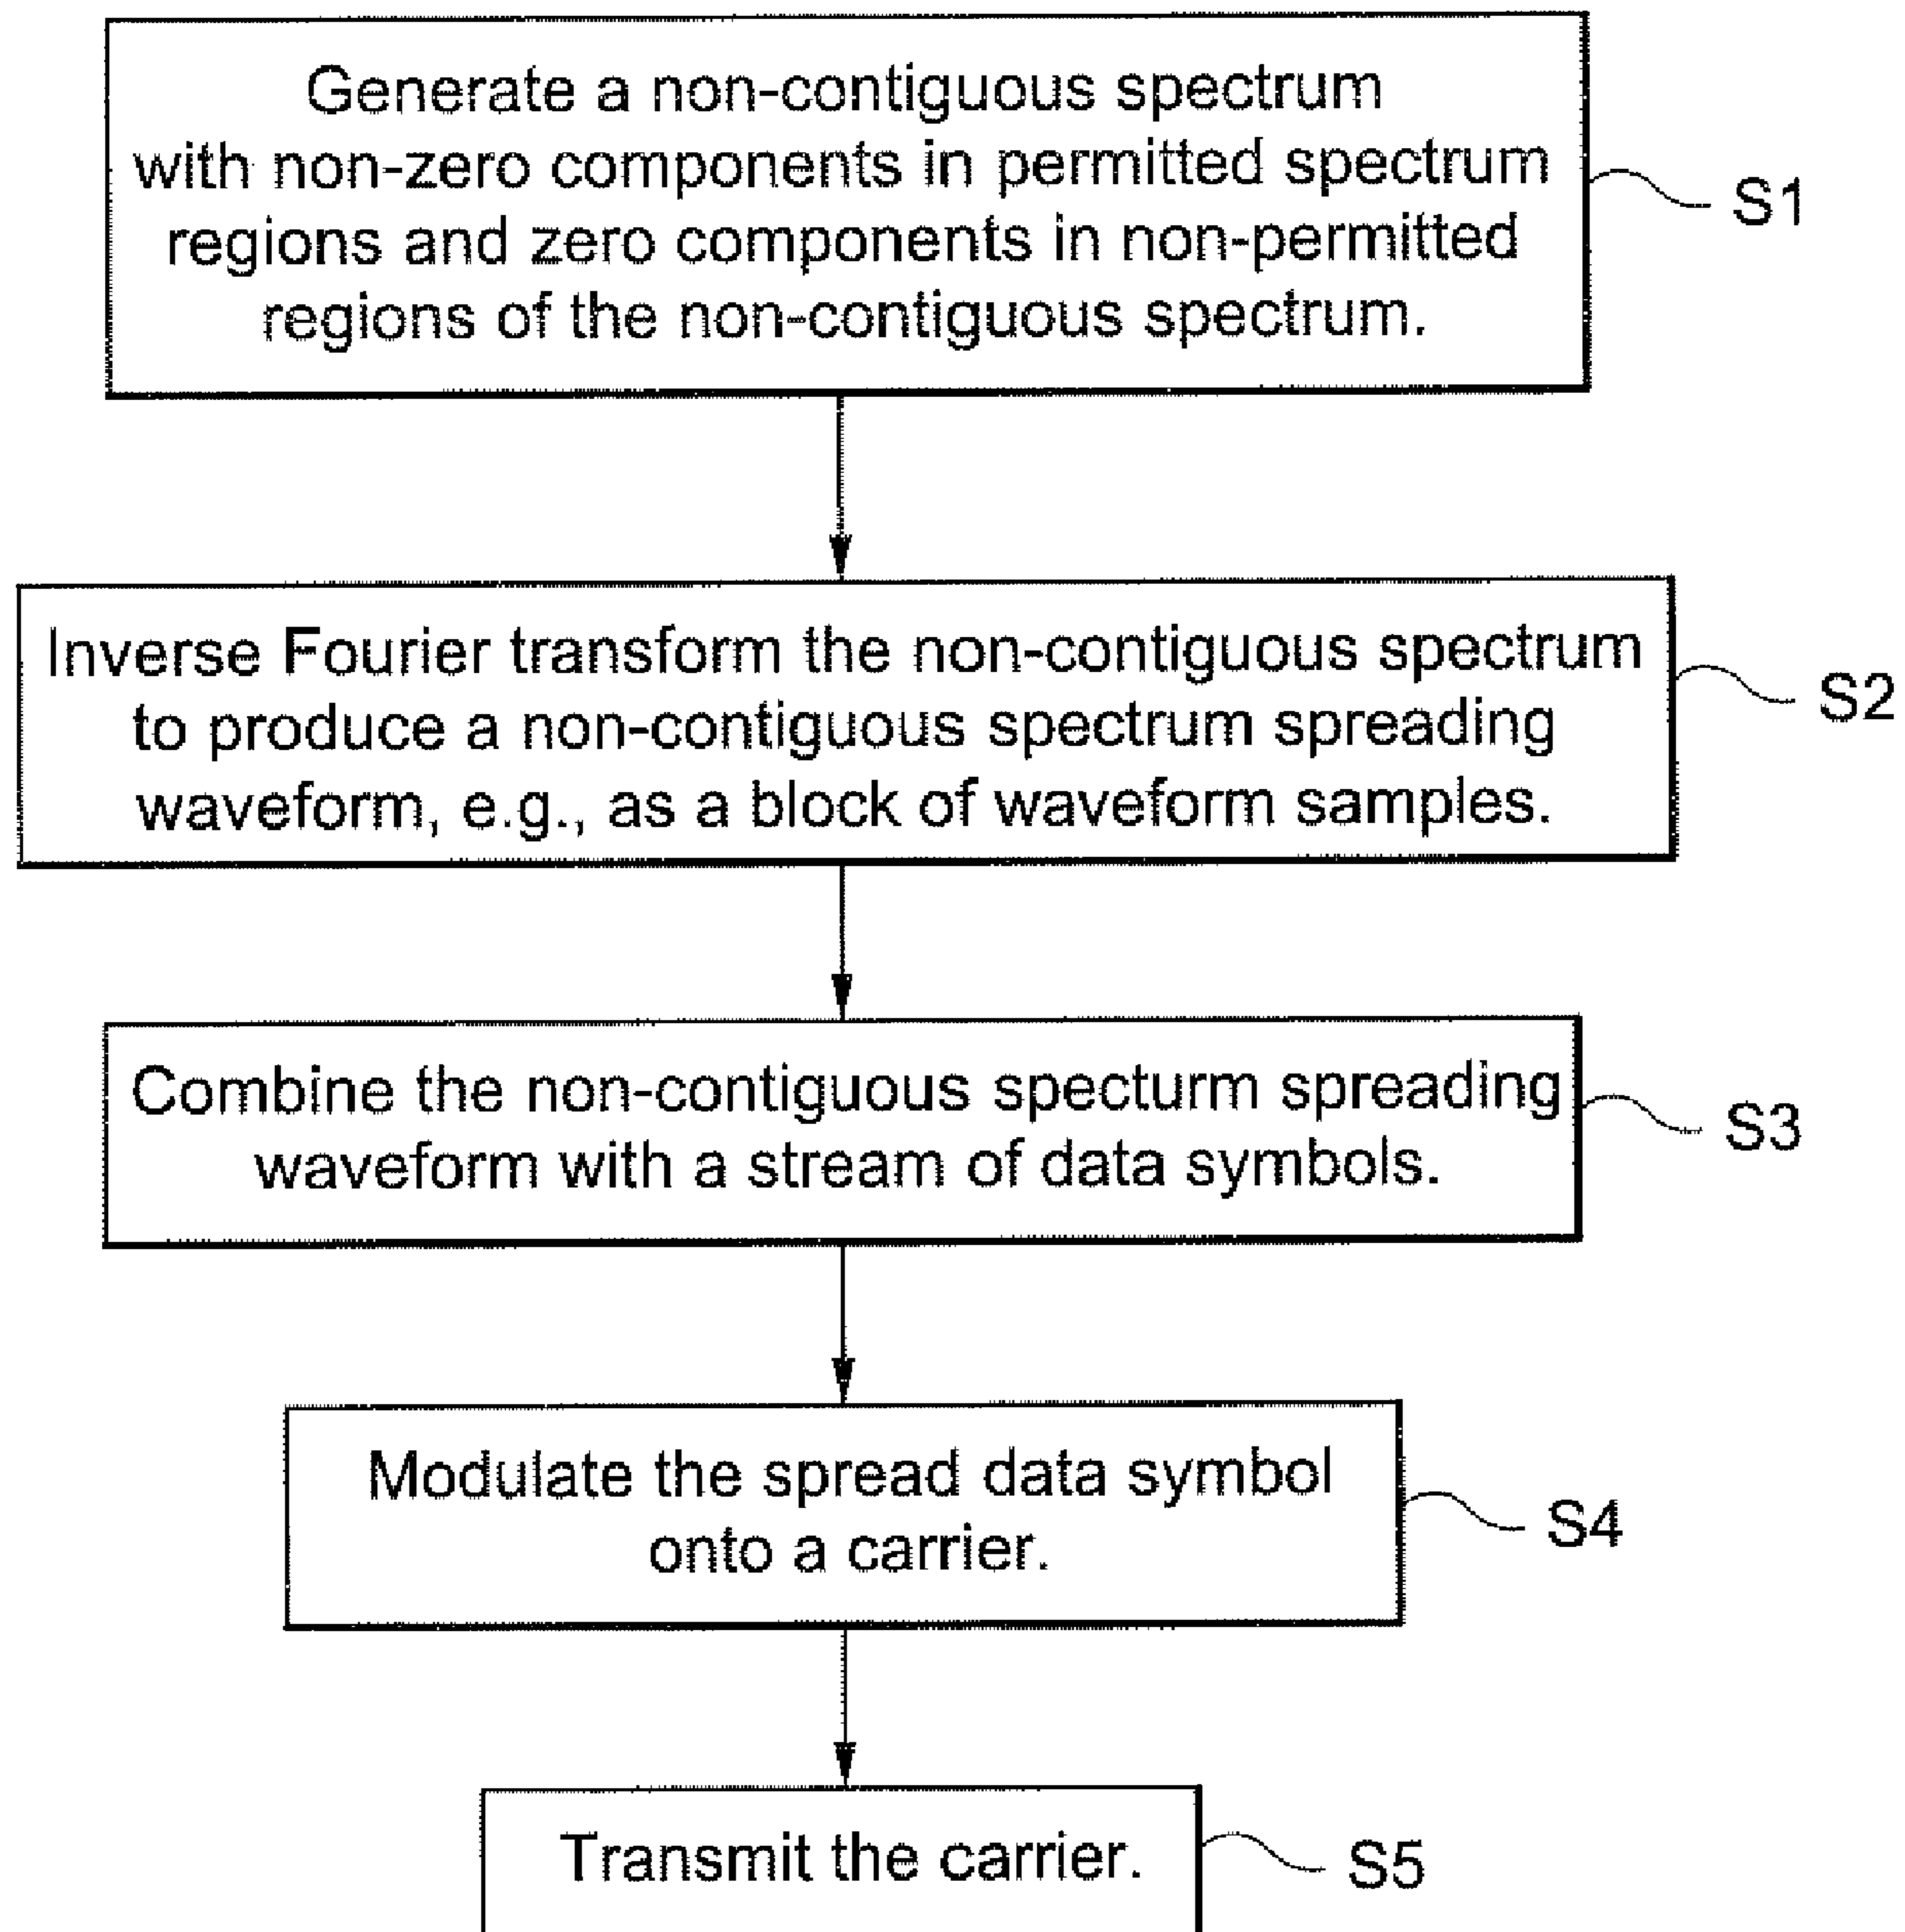 Generate a non-contiguous spectrum
with non-zero components in permitted spectrum
regions and zero components in non-permitted
regions of the non-contiguous spectrum.
S1
Inverse Fourier transform the non-contiguous spectrum
to produce a non-contiguous spectrum spreading
waveform, e.g., as a block of waveform samples.
S2
Combine the non-contiguous specturm spreading
waveform with a stream of data symbols.
S3
Modulate the spread data symbol
onto a carrier.
S4
Transmit the carrier.
S5